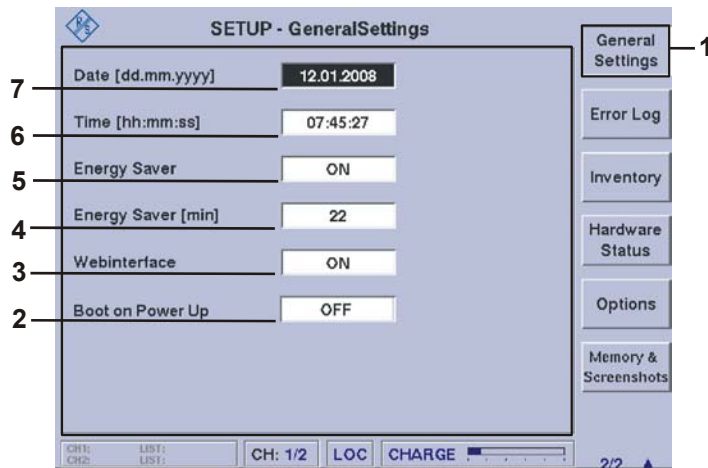 R&S
SETUP - GeneralSettings
General
Settings
1
Date [dd.mm.yyyy]
12.01.2008
7
Time [hh:mm:ss]
07:45:27
6
Error Log
Energy Saver
ON
5
Inventory
Energy Saver [min]
22
4
Hardware
Status
Webinterface
ON
3
Boot on Power Up
OFF
2
Options
Memory &
Screenshots
CH1: LIST:
CH2: LIST:
CH: 1/2
LOC
CHARGE
2/2